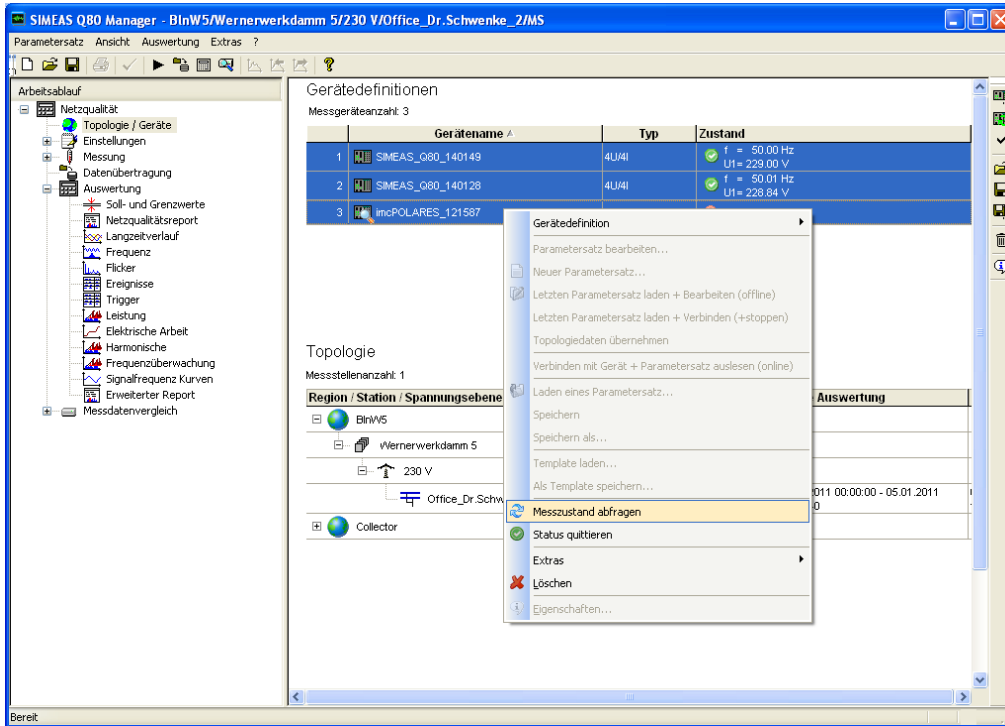 SIMEAS Q80 Manager - BlnW5/Wernerwerkdamm 5/230 V/Office_Dr.Schwenke_2/MS
Parametersatz Ansicht Auswertung Extras ?
Arbeitsablauf
Netzqualität
Topologie / Geräte
Einstellungen
Messung
Datenübertragung
Auswertung
Soll- und Grenzwerte
Netzqualitätsreport
Langzeitverlauf
Frequenz
Flicker
Ereignisse
Trigger
Leistung
Elektrische Arbeit
Harmonische
Frequenzüberwachung
Signalfrequenz Kurven
Erweiterter Report
Messdatenvergleich
Gerätedefinitionen
Messgeräteanzahl: 3
Gerätename Typ Zustand
1 SIMEAS_Q80_140149 4U/4I f = 50.00 Hz
U1= 229.00 V
2 SIMEAS_Q80_140128 4U/4I f = 50.01 Hz
U1= 228.84 V
3 imcPOLARES_121587
Topologie
Messstellenanzahl: 1
Region / Station / Spannungsebene Auswertung
BlnW5
Wernerwerkdamm 5
230 V
Office_Dr.Schw
2011 00:00:00 - 05.01.2011
Collector
Gerätedefinition
Parametersatz bearbeiten...
Neuer Parametersatz...
Letzten Parametersatz laden + Bearbeiten (offline)
Letzten Parametersatz laden + Verbinden (+stoppen)
Topologiedaten übernehmen
Verbinden mit Gerät + Parametersatz auslesen (online)
Laden eines Parametersatz...
Speichern
Speichern als...
Template laden...
Als Template speichern...
Messzustand abfragen
Status quittieren
Extras
Löschen
Eigenschaften...
Bereit